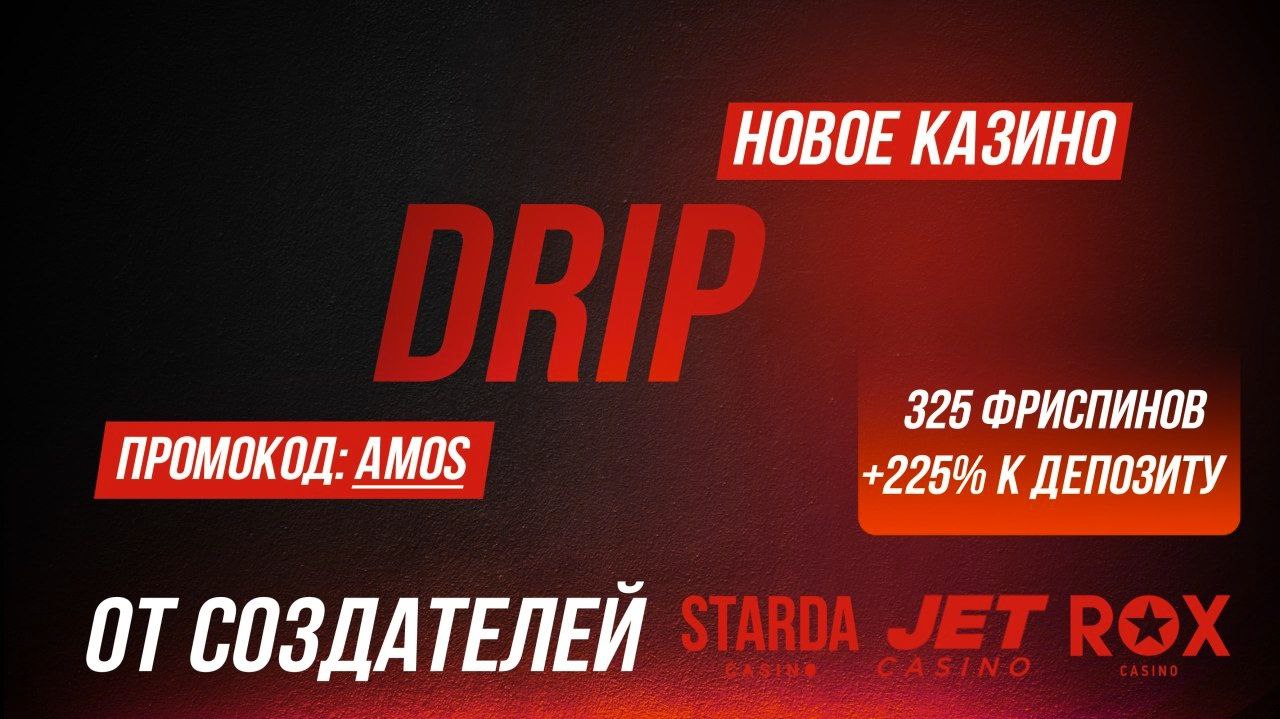 НОВОЕ КАЗИНО
DRIP
325 ФРИСПИНОВ
+225% К ДЕПОЗИТУ
ПРОМОКОД: AMOS
ОТ СОЗДАТЕЛЕЙ
STARDA CASINO
JET CASINO
ROX CASINO